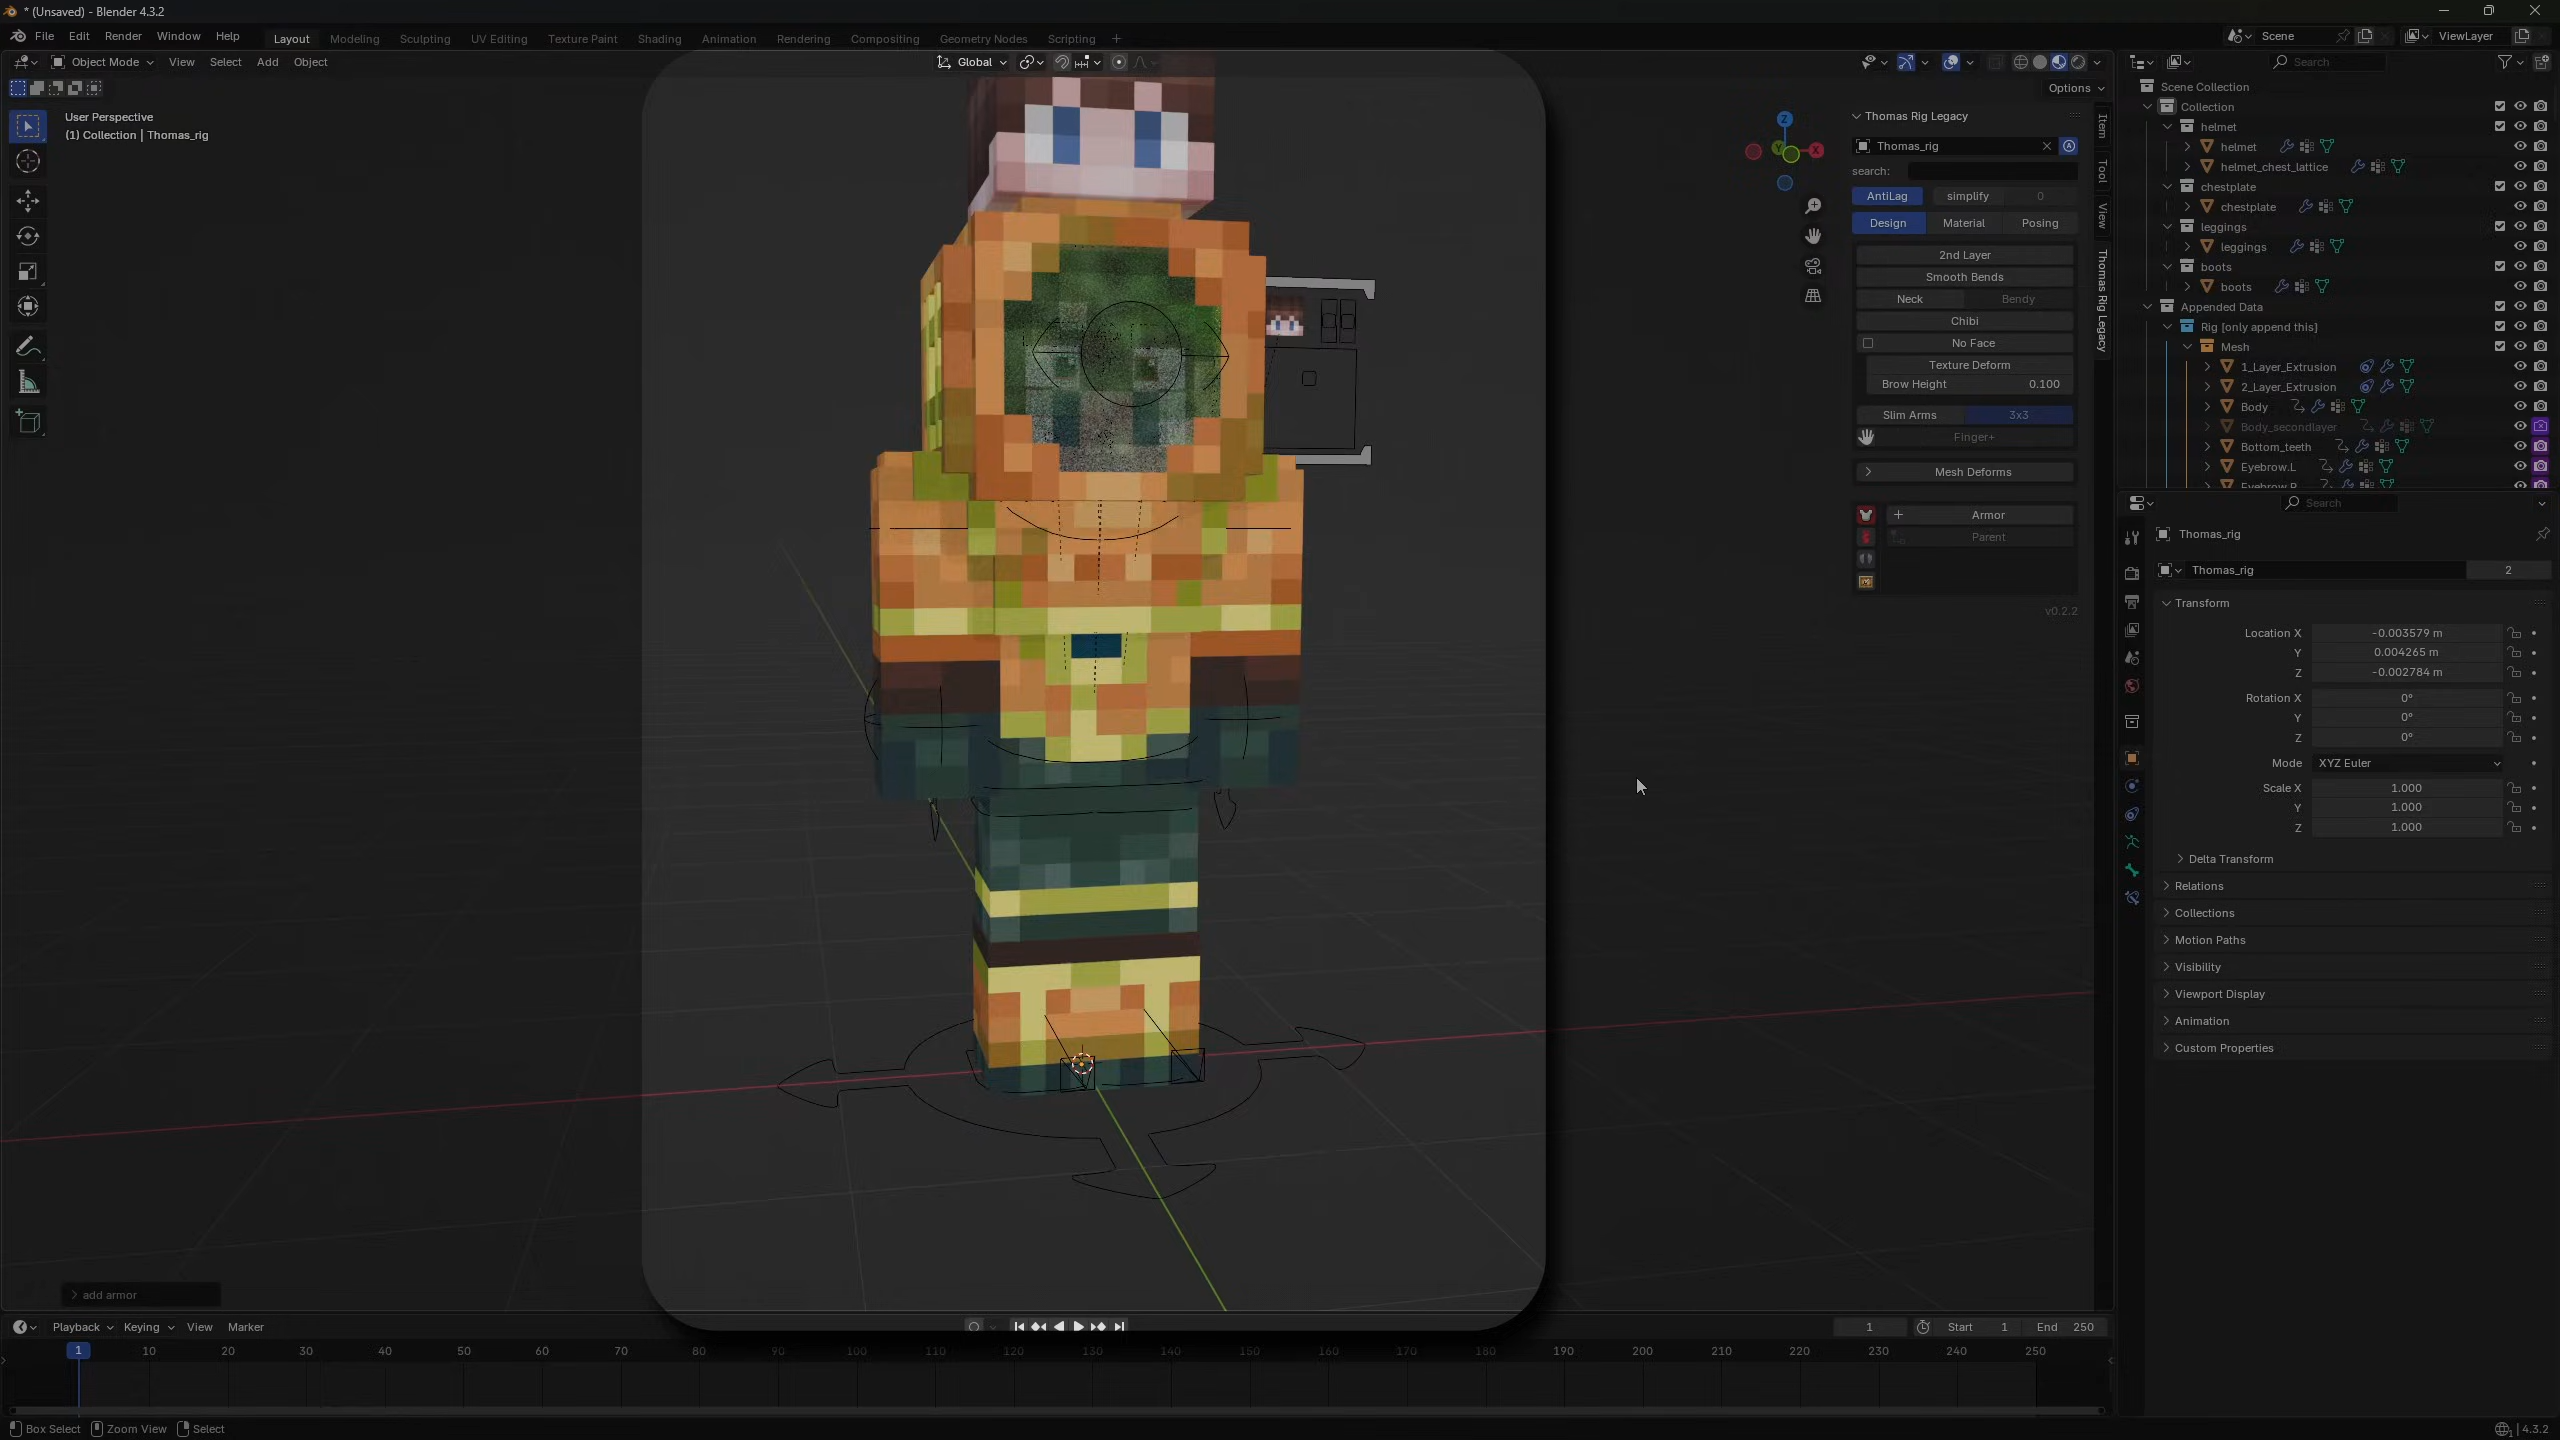 * (Unsaved) - Blender 4.3.2
File Edit Render Window Help
Layout Modeling Sculpting UV Editing Texture Paint Shading Animation Rendering Compositing Geometry Nodes Scripting +
Scene
ViewLayer
Object Mode View Select Add Object
Global
Options
User Perspective
(1) Collection | Thomas_rig
Z
Y
X
Thomas Rig Legacy
Thomas_rig
search:
AntiLag simplify 0
Design Material Posing
2nd Layer
Smooth Bends
Neck Bendy
Chibi
No Face
Texture Deform
Brow Height 0.100
Slim Arms 3x3
Finger+
Mesh Deforms
Armor
Parent
v0.2.2
Item
Tool
View
Thomas Rig Legacy
Search
Scene Collection
Collection
helmet
helmet
helmet_chest_lattice
chestplate
chestplate
leggings
leggings
boots
boots
Appended Data
Rig [only append this]
Mesh
1_Layer_Extrusion
2_Layer_Extrusion
Body
Body_secondlayer
Bottom_teeth
Eyebrow.L
Eyebrow.R
Search
Thomas_rig
Thomas_rig 2
Transform
Location X -0.003579 m
Y 0.004265 m
Z -0.002784 m
Rotation X 0°
Y 0°
Z 0°
Mode XYZ Euler
Scale X 1.000
Y 1.000
Z 1.000
Delta Transform
Relations
Collections
Motion Paths
Visibility
Viewport Display
Animation
Custom Properties
add armor
Playback Keying View Marker
1 Start 1 End 250
1 10 20 30 40 50 60 70 80 90 100 110 120 130 140 150 160 170 180 190 200 210 220 230 240 250
Box Select Zoom View Select
4.3.2